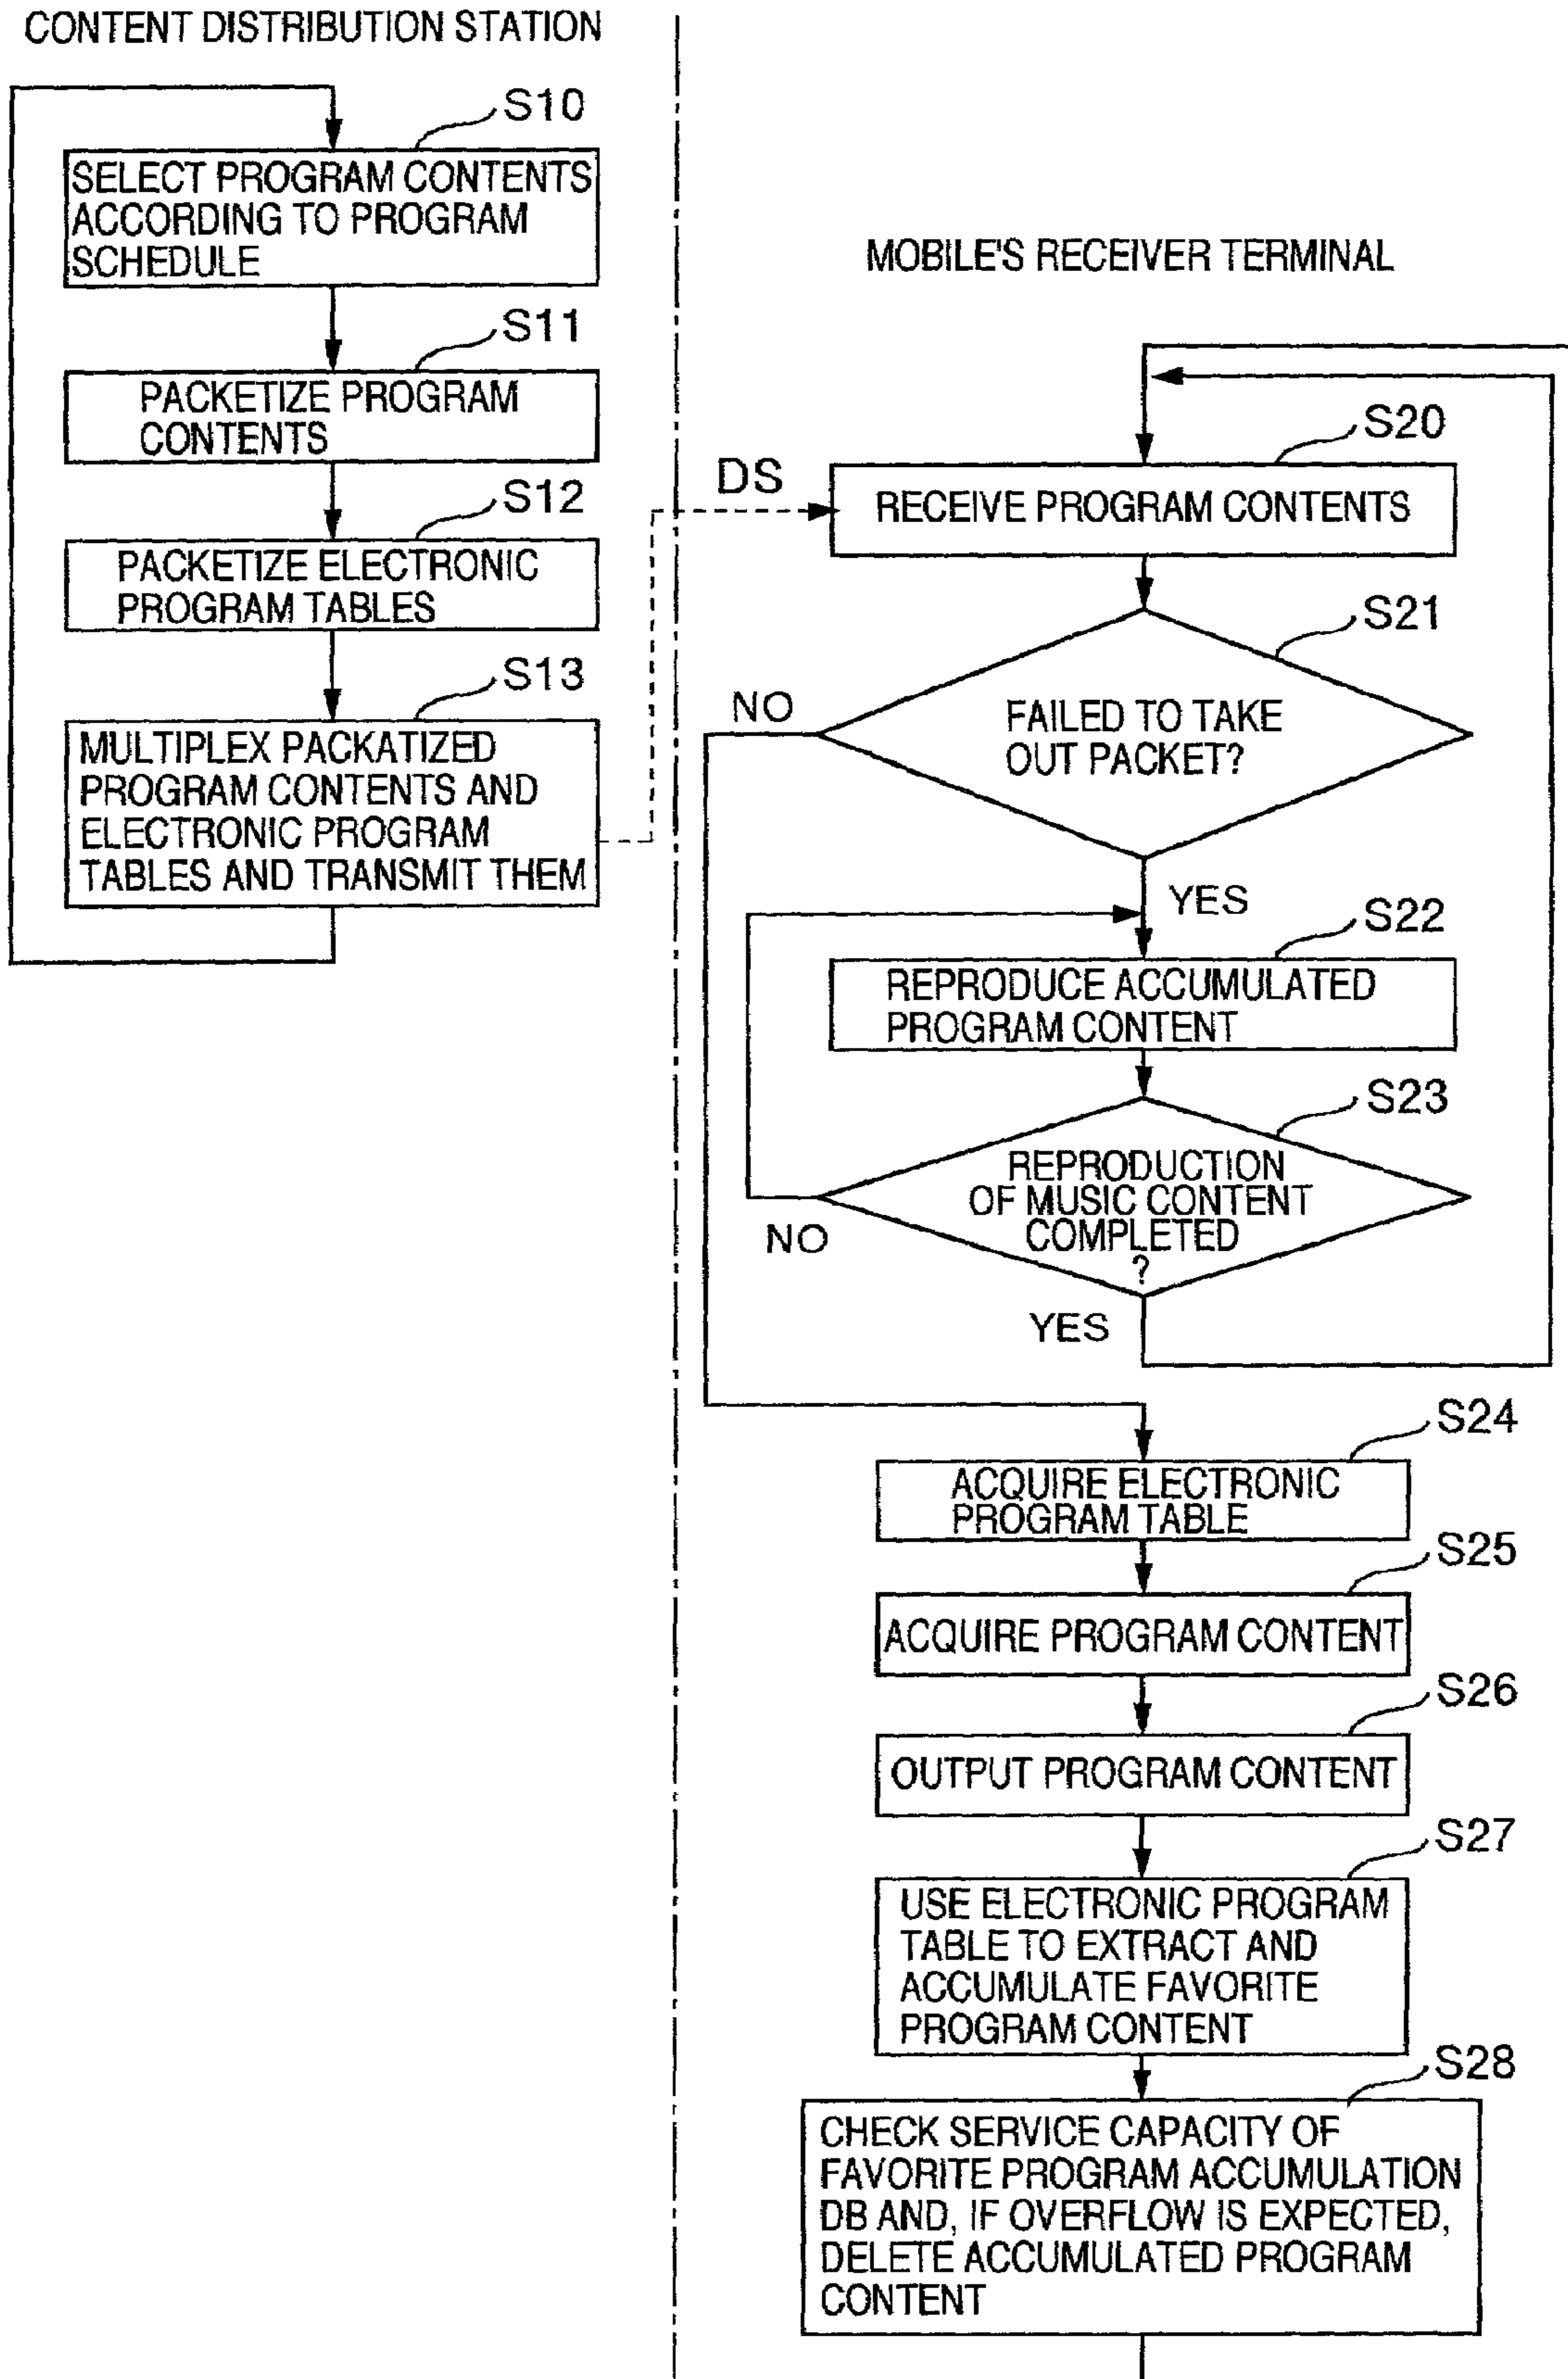 CONTENT DISTRIBUTION STATION
S10
SELECT PROGRAM CONTENTS
ACCORDING TO PROGRAM
SCHEDULE
S11
PACKETIZE PROGRAM
CONTENTS
S12
PACKETIZE ELECTRONIC
PROGRAM TABLES
S13
MULTIPLEX PACKATIZED
PROGRAM CONTENTS AND
ELECTRONIC PROGRAM
TABLES AND TRANSMIT THEM
DS
MOBILE'S RECEIVER TERMINAL
S20
RECEIVE PROGRAM CONTENTS
S21
FAILED TO TAKE
OUT PACKET?
NO
YES
S22
REPRODUCE ACCUMULATED
PROGRAM CONTENT
S23
REPRODUCTION
OF MUSIC CONTENT
COMPLETED
?
NO
YES
S24
ACQUIRE ELECTRONIC
PROGRAM TABLE
S25
ACQUIRE PROGRAM CONTENT
S26
OUTPUT PROGRAM CONTENT
S27
USE ELECTRONIC PROGRAM
TABLE TO EXTRACT AND
ACCUMULATE FAVORITE
PROGRAM CONTENT
S28
CHECK SERVICE CAPACITY OF
FAVORITE PROGRAM ACCUMULATION
DB AND, IF OVERFLOW IS EXPECTED,
DELETE ACCUMULATED PROGRAM
CONTENT